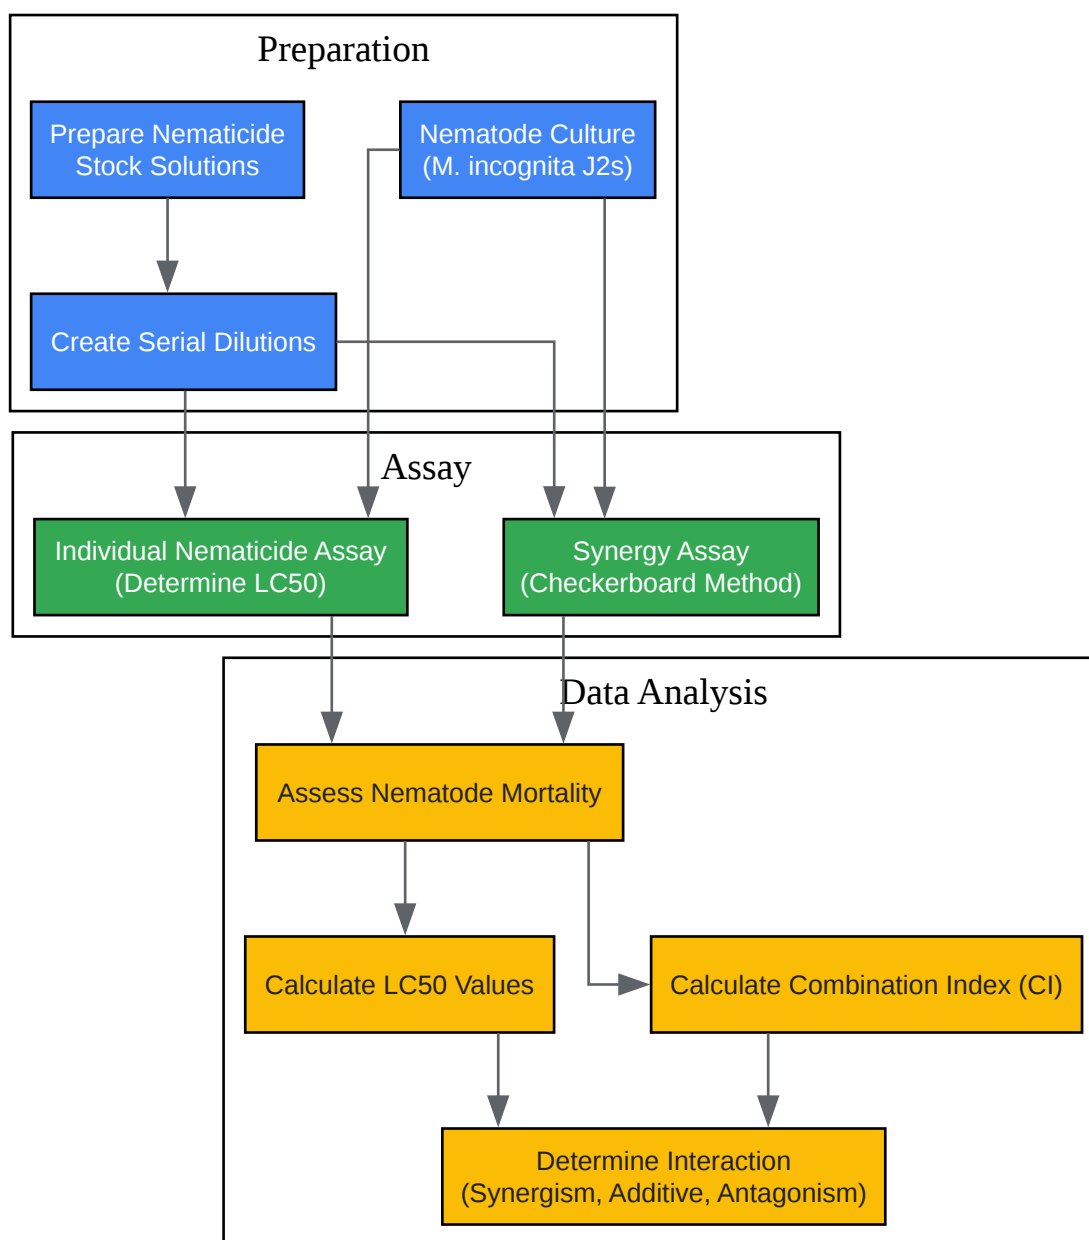 Preparation
Prepare Nematicide
Stock Solutions
Nematode Culture
(M. incognita J2s)
Create Serial Dilutions
Assay
Individual Nematicide Assay
(Determine LC50)
Synergy Assay
(Checkerboard Method)
Data Analysis
Assess Nematode Mortality
Calculate LC50 Values
Calculate Combination Index (CI)
Determine Interaction
(Synergism, Additive, Antagonism)